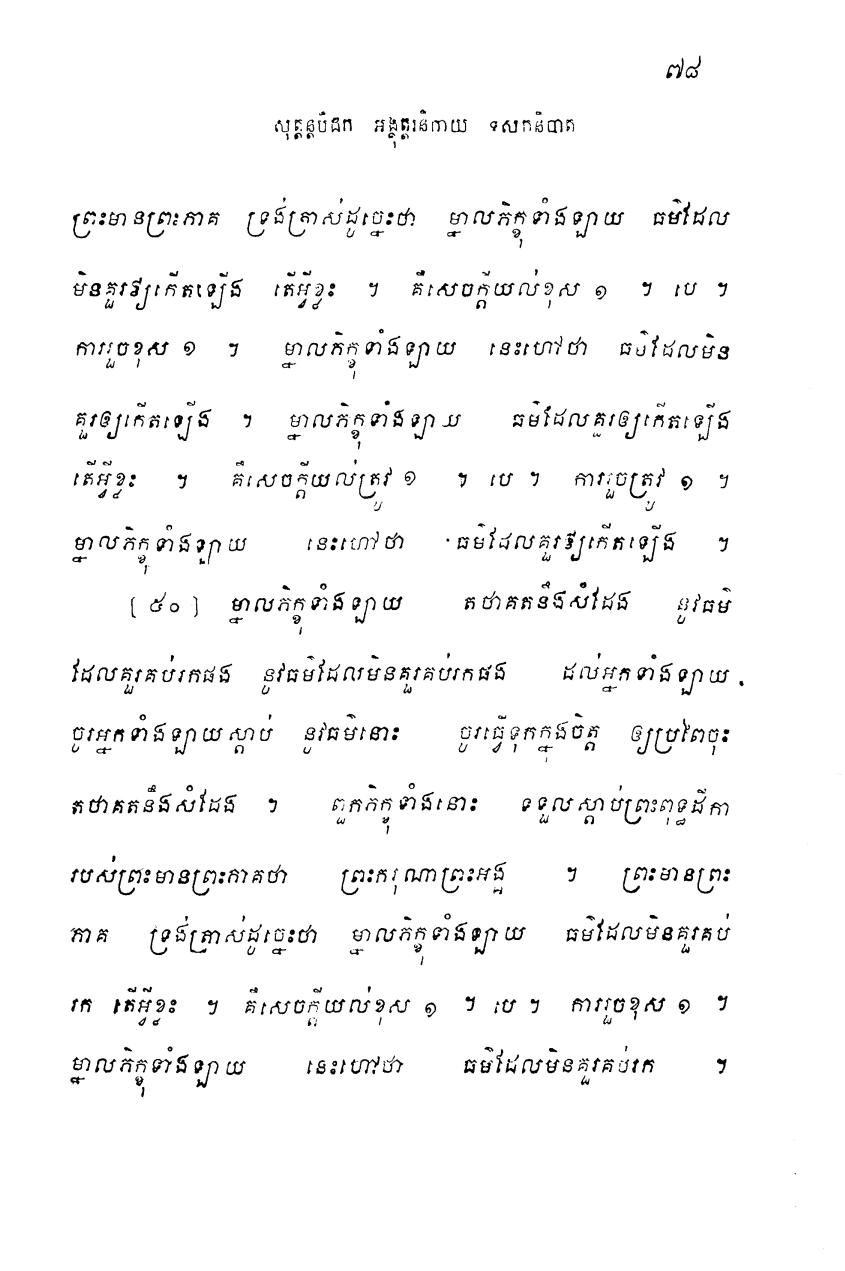 ៧៨
សុត្តន្តបិដក អង្គុត្តរនិកាយ ទសកនិបាត
ព្រះមានព្រះភាគ ទ្រង់ត្រាស់ដូច្នេះថា ម្នាលភិក្ខុទាំងឡាយ ធម៌ដែល
មិនគួរឱ្យកើតឡើង តើអ្វីខ្លះ ។ គឺសេចក្តីយល់ខុស ១ ។ បេ ។
ការរួចខុស ១ ។ ម្នាលភិក្ខុទាំងឡាយ នេះហៅថា ធម៌ដែលមិន
គួរឲ្យកើតឡើង ។ ម្នាលភិក្ខុទាំងឡាយ ធម៌ដែលគួរឲ្យកើតឡើង
តើអ្វីខ្លះ ។ គឺសេចក្តីយល់ត្រូវ ១ ។ បេ ។ ការរួចត្រូវ ១ ។
ម្នាលភិក្ខុទាំងឡាយ នេះហៅថា ធម៌ដែលគួរឱ្យកើតឡើង ។
[ ៥០ ] ម្នាលភិក្ខុទាំងឡាយ តថាគតនឹងសំដែង នូវធម៌
ដែលគួរគប់រកផង នូវធម៌ដែលមិនគួរគប់រកផង ដល់អ្នកទាំងឡាយ
ចូរអ្នកទាំងឡាយស្តាប់ នូវធម៌នោះ ចូរធ្វើទុកក្នុងចិត្ត ឲ្យប្រពៃចុះ
តថាគតនឹងសំដែង ។ ពួកភិក្ខុទាំងនោះ ទទួលស្តាប់ព្រះពុទ្ធដីកា
របស់ព្រះមានព្រះភាគថា ព្រះករុណាព្រះអង្គ ។ ព្រះមានព្រះ
ភាគ ទ្រង់ត្រាស់ដូច្នេះថា ម្នាលភិក្ខុទាំងឡាយ ធម៌ដែលមិនគួរគប់
រក តើអ្វីខ្លះ ។ គឺសេចក្តីយល់ខុស ១ ។ បេ ។ ការរួចខុស ១ ។
ម្នាលភិក្ខុទាំងឡាយ នេះហៅថា ធម៌ដែលមិនគួរគប់រក ។